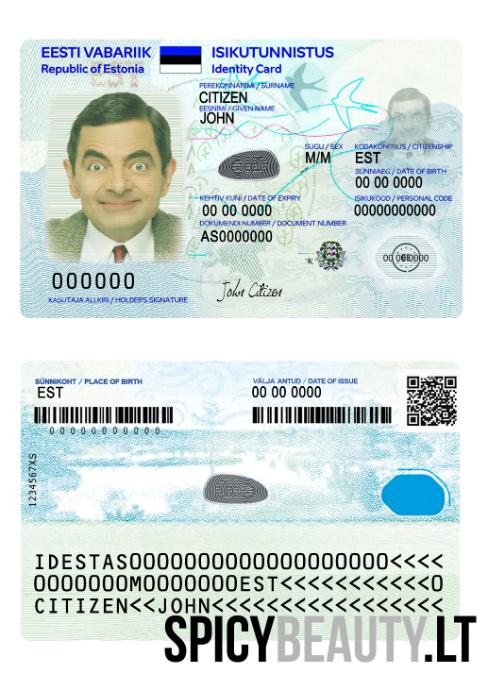 EESTI VABARIIK
Republic of Estonia
ISIKUTUNNISTUS
Identity Card
PEREKONNANIMI / SURNAME
CITIZEN
EESNIMI / GIVEN NAME
JOHN
SUGU / SEX
M/M
KODAKONDSUS / CITIZENSHIP
EST
SÜNNIAEG / DATE OF BIRTH
00 00 0000
KEHTIV KUNI / DATE OF EXPIRY
00 00 0000
ISIKUKOOD / PERSONAL CODE
00000000000
DOKUMENDI NUMBER / DOCUMENT NUMBER
AS0000000
000000
KASUTAJA ALLKIRI / HOLDER'S SIGNATURE
John Citizen
SÜNNIKOHT / PLACE OF BIRTH
EST
VÄLJA ANTUD / DATE OF ISSUE
00 00 0000
00000000000
1234567XS
IDESTAS00000000000000000000<<<<
0000000M0000000EST<<<<<<<<<<<0
CITIZEN<<JOHN<<<<<<<<<<<<<<<<<
SPICYBEAUTY.LT